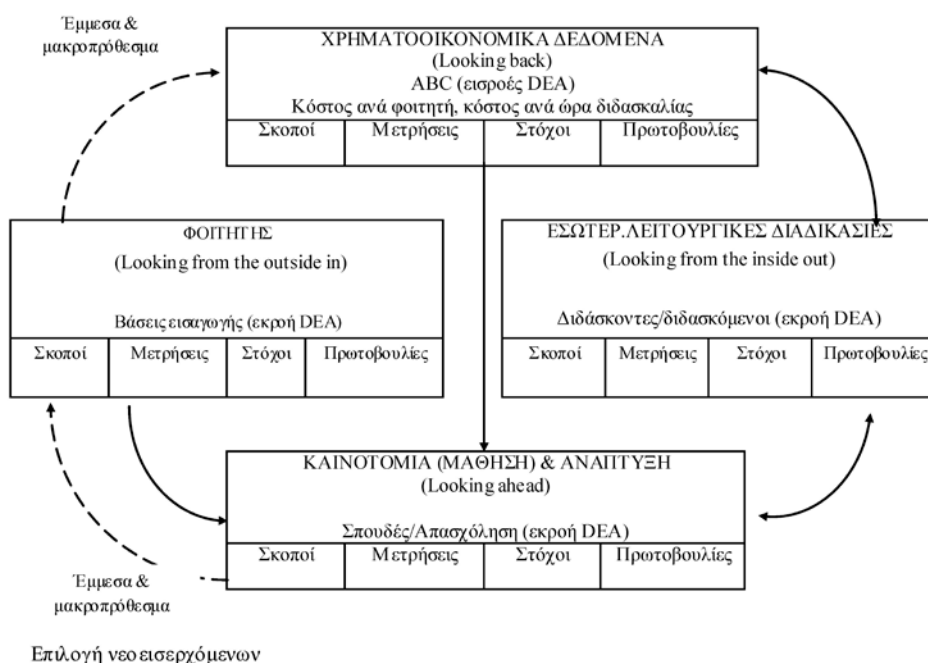 Έμμεσα &
μακροπρόθεσμα
ΧΡΗΜΑΤΟΟΙΚΟΝΟΜΙΚΑ ΔΕΔΟΜΕΝΑ
(Looking back)
ABC (εισροές DEA)
Κόστος ανά φοιτητή, κόστος ανά ώρα διδασκαλίας
Σκοποί Μετρήσεις Στόχοι Πρωτοβουλίες
ΦΟΙΤΗΤΗΣ
(Looking from the outside in)
Βάσεις εισαγωγής (εκροή DEA)
Σκοποί Μετρήσεις Στόχοι Πρωτοβουλίες
ΕΣΩΤΕΡ.ΛΕΙΤΟΥΡΓΙΚΕΣ ΔΙΑΔΙΚΑΣΙΕΣ
(Looking from the inside out)
Διδάσκοντες/διδασκόμενοι (εκροή DEA)
Σκοποί Μετρήσεις Στόχοι Πρωτοβουλίες
ΚΑΙΝΟΤΟΜΙΑ (ΜΑΘΗΣΗ) & ΑΝΑΠΤΥΞΗ
(Looking ahead)
Σπουδές/Απασχόληση (εκροή DEA)
Σκοποί Μετρήσεις Στόχοι Πρωτοβουλίες
Έμμεσα &
μακροπρόθεσμα
Επιλογή νεοεισερχόμενων